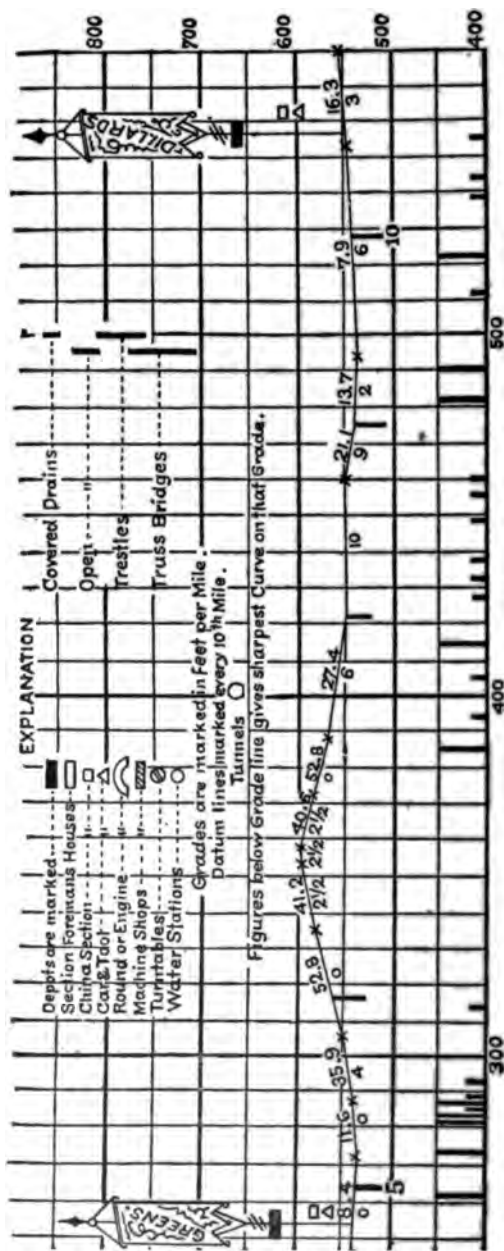 EXPLANATION
Depots are marked
Section Foremans Houses
China Section "
Car & Tool "
Round or Engine "
Machine Shops
Turntables
Water Stations
Covered Drains
Open "
Trestles
Truss Bridges
Grades are marked in Feet per Mile.
Datum lines marked every 10th Mile.
Tunnels
Figures below Grade line gives sharpest Curve on that Grade.
GREENS.
DILLARDS
800
700
600
500
400
4 11.6 35.9 52.8 41.2 52.8 27.4 21.1 13.7 7.9 16.3
8 0 0 4 0 2½ 2½ 2½ 0 6 10 9 2 6 3
5 10
300 400 500